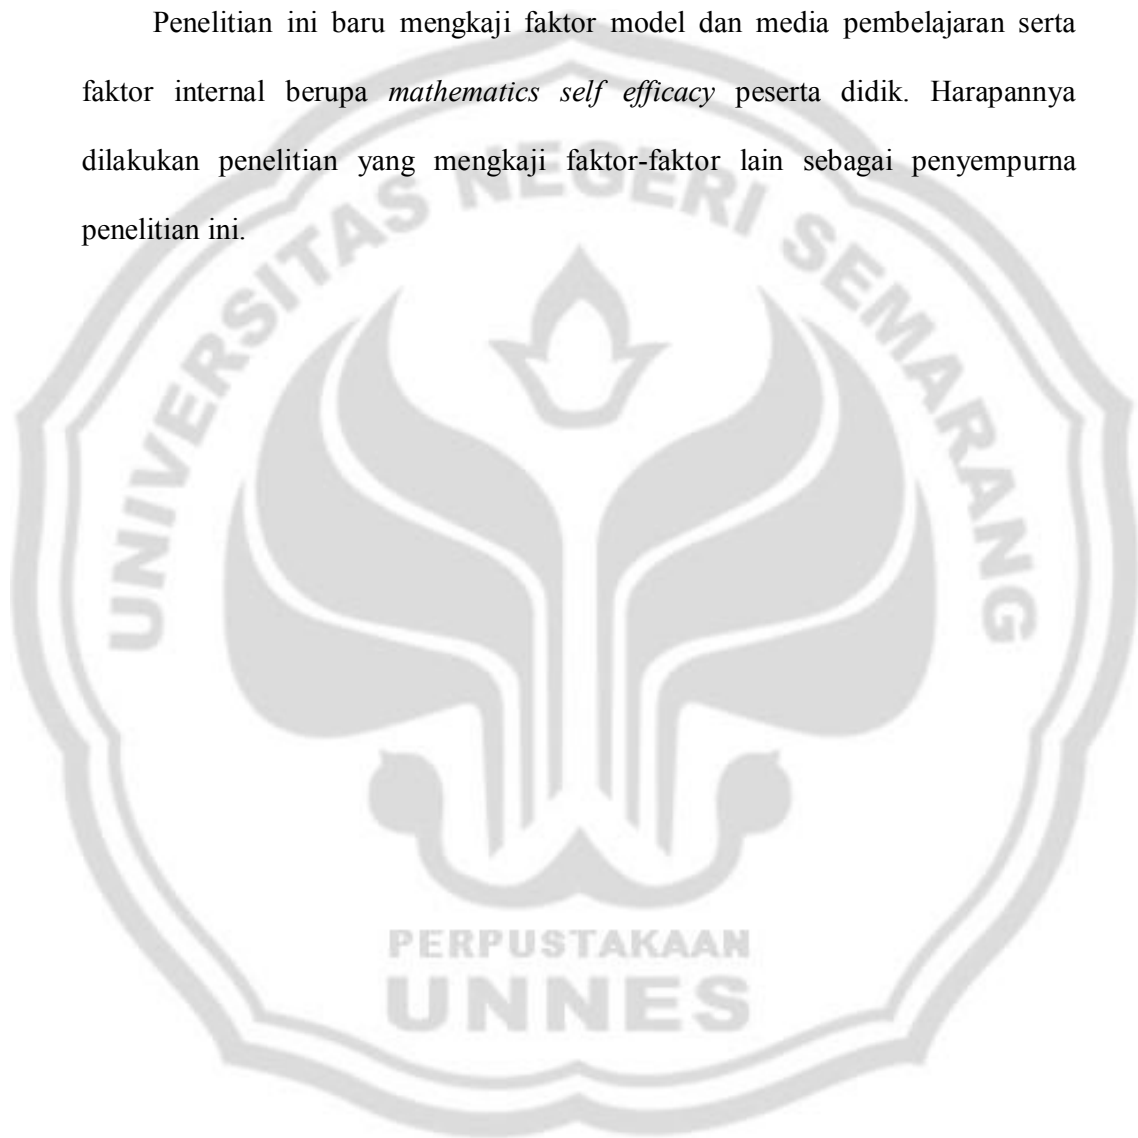 Penelitian ini baru mengkaji faktor model dan media pembelajaran serta
faktor internal berupa mathematics self efficacy peserta didik. Harapannya
dilakukan penelitian yang mengkaji faktor-faktor lain sebagai penyempurna
penelitian ini.
UNIVERSITAS NEGERI SEMARANG
PERPUSTAKAAN
UNNES